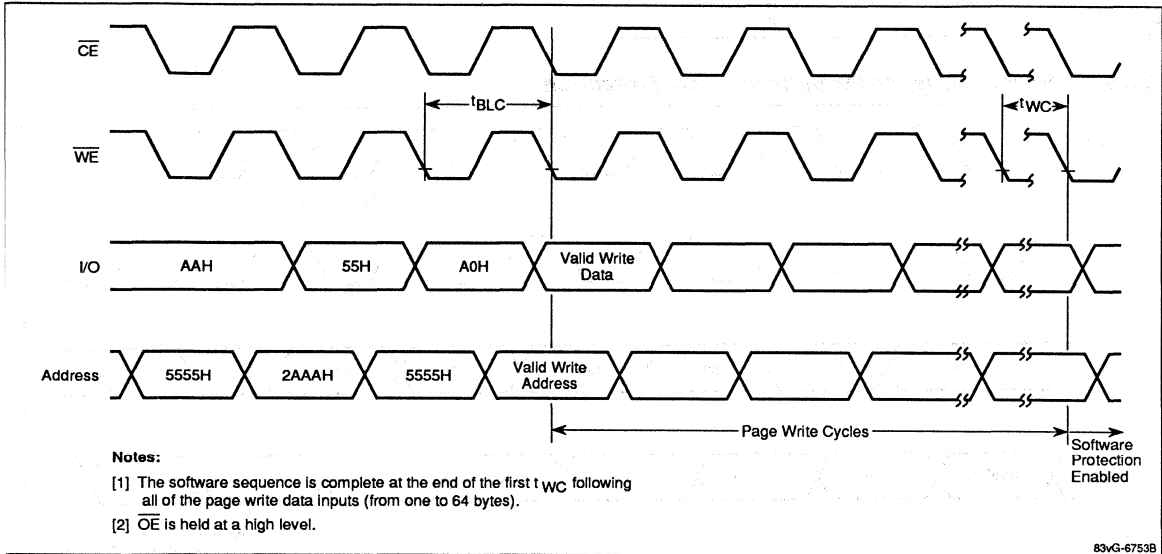 CE
tBLC
tWC
WE
I/O
AAH
55H
A0H
Valid Write
Data
Address
5555H
2AAAH
5555H
Valid Write
Address
Page Write Cycles
Software
Protection
Enabled
Notes:
[1] The software sequence is complete at the end of the first tWC following
all of the page write data inputs (from one to 64 bytes).
[2] OE is held at a high level.
83vG-6753B